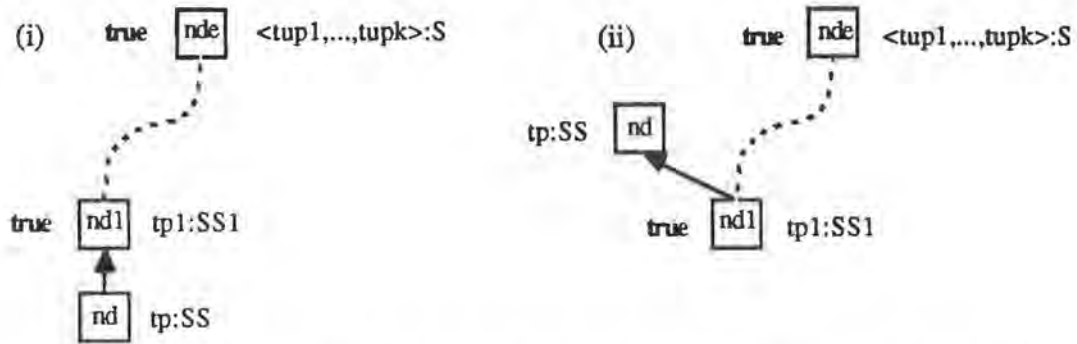 (i) true nde <tup1,...,tupk>:S
(ii) true nde <tup1,...,tupk>:S
tp:SS nd
true nd1 tp1:SS1
true nd1 tp1:SS1
nd tp:SS